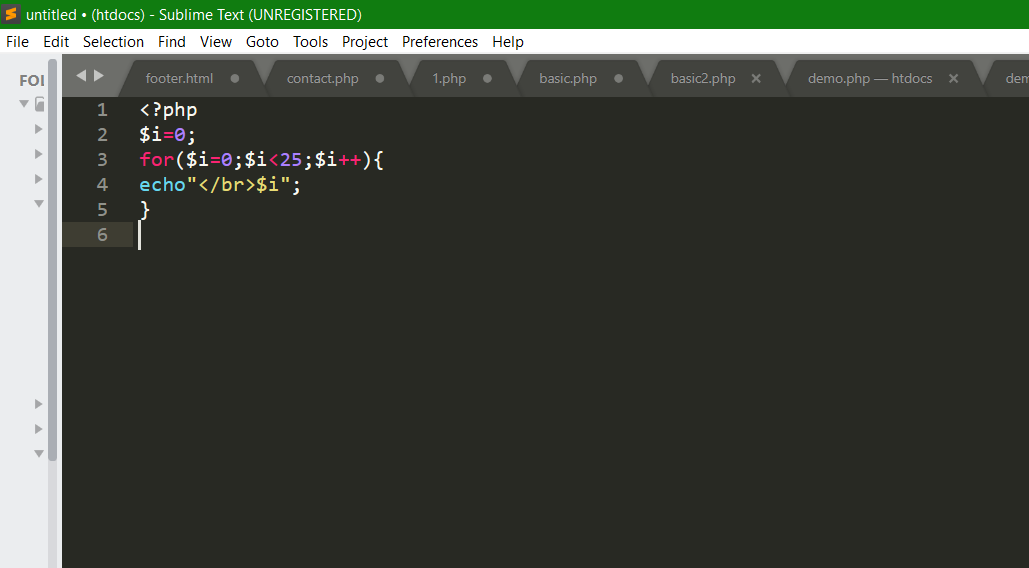 untitled • (htdocs) - Sublime Text (UNREGISTERED)
File Edit Selection Find View Goto Tools Project Preferences Help
footer.html contact.php 1.php basic.php basic2.php demo.php — htdocs
1 <?php
2 $i=0;
3 for($i=0;$i<25;$i++){
4 echo"</br>$i";
5 }
6